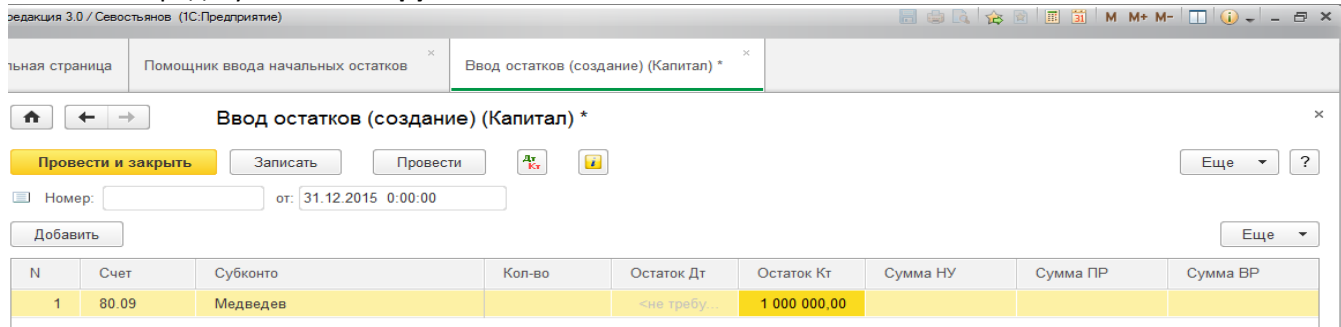 редакция 3.0 / Севостьянов (1С:Предприятие) 31 M M+ M- i
льная страница Помощник ввода начальных остатков × Ввод остатков (создание) (Капитал) * ×
Ввод остатков (создание) (Капитал) * ×
Провести и закрыть Записать Провести Дт Кт i Еще ?
Номер: от: 31.12.2015 0:00:00
Добавить Еще
N Счет Субконто Кол-во Остаток Дт Остаток Кт Сумма НУ Сумма ПР Сумма ВР
1 80.09 Медведев <не требу... 1 000 000,00